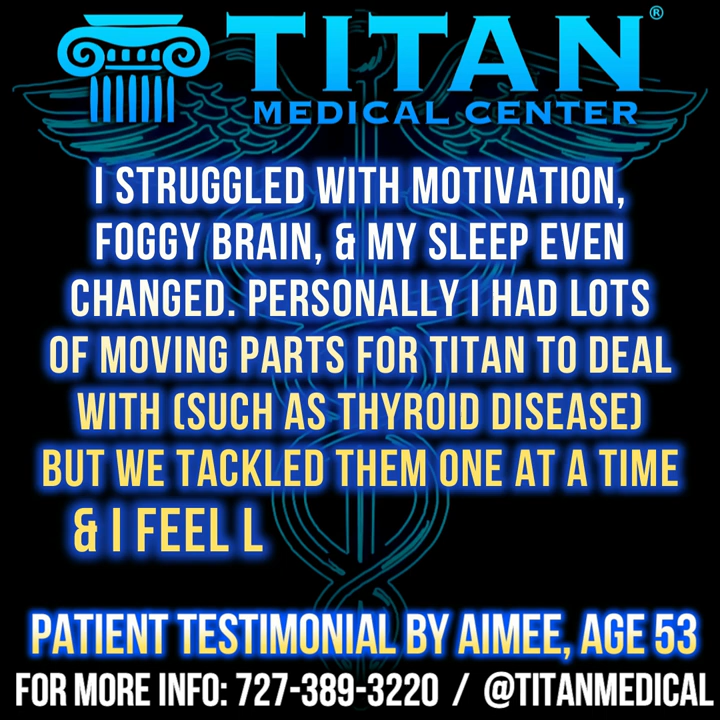 TITAN®
MEDICAL CENTER
I STRUGGLED WITH MOTIVATION,
FOGGY BRAIN, & MY SLEEP EVEN
CHANGED. PERSONALLY I HAD LOTS
OF MOVING PARTS FOR TITAN TO DEAL
WITH (SUCH AS THYROID DISEASE)
BUT WE TACKLED THEM ONE AT A TIME
& I FEEL L
PATIENT TESTIMONIAL BY AIMEE, AGE 53
FOR MORE INFO: 727-389-3220 / @TITANMEDICAL